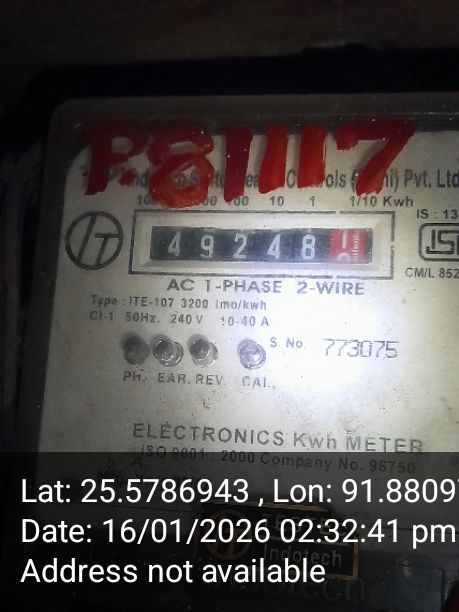 P81117
Pvt. Ltd
100 10 1 1/10 Kwh
IS : 13
4 9 2 4 8
ISI
CM/L 852
AC 1-PHASE 2-WIRE
Type : ITE-107 3200 Imp/kwh
Cl-1 50Hz. 240 V 10-40 A
S. No. 773075
PH. EAR. REV. CAL.
ELECTRONICS Kwh METER
ISO 9001 : 2000 Company No. 96750
Lat: 25.5786943 , Lon: 91.8809
Date: 16/01/2026 02:32:41 pm
Indotech
Address not available